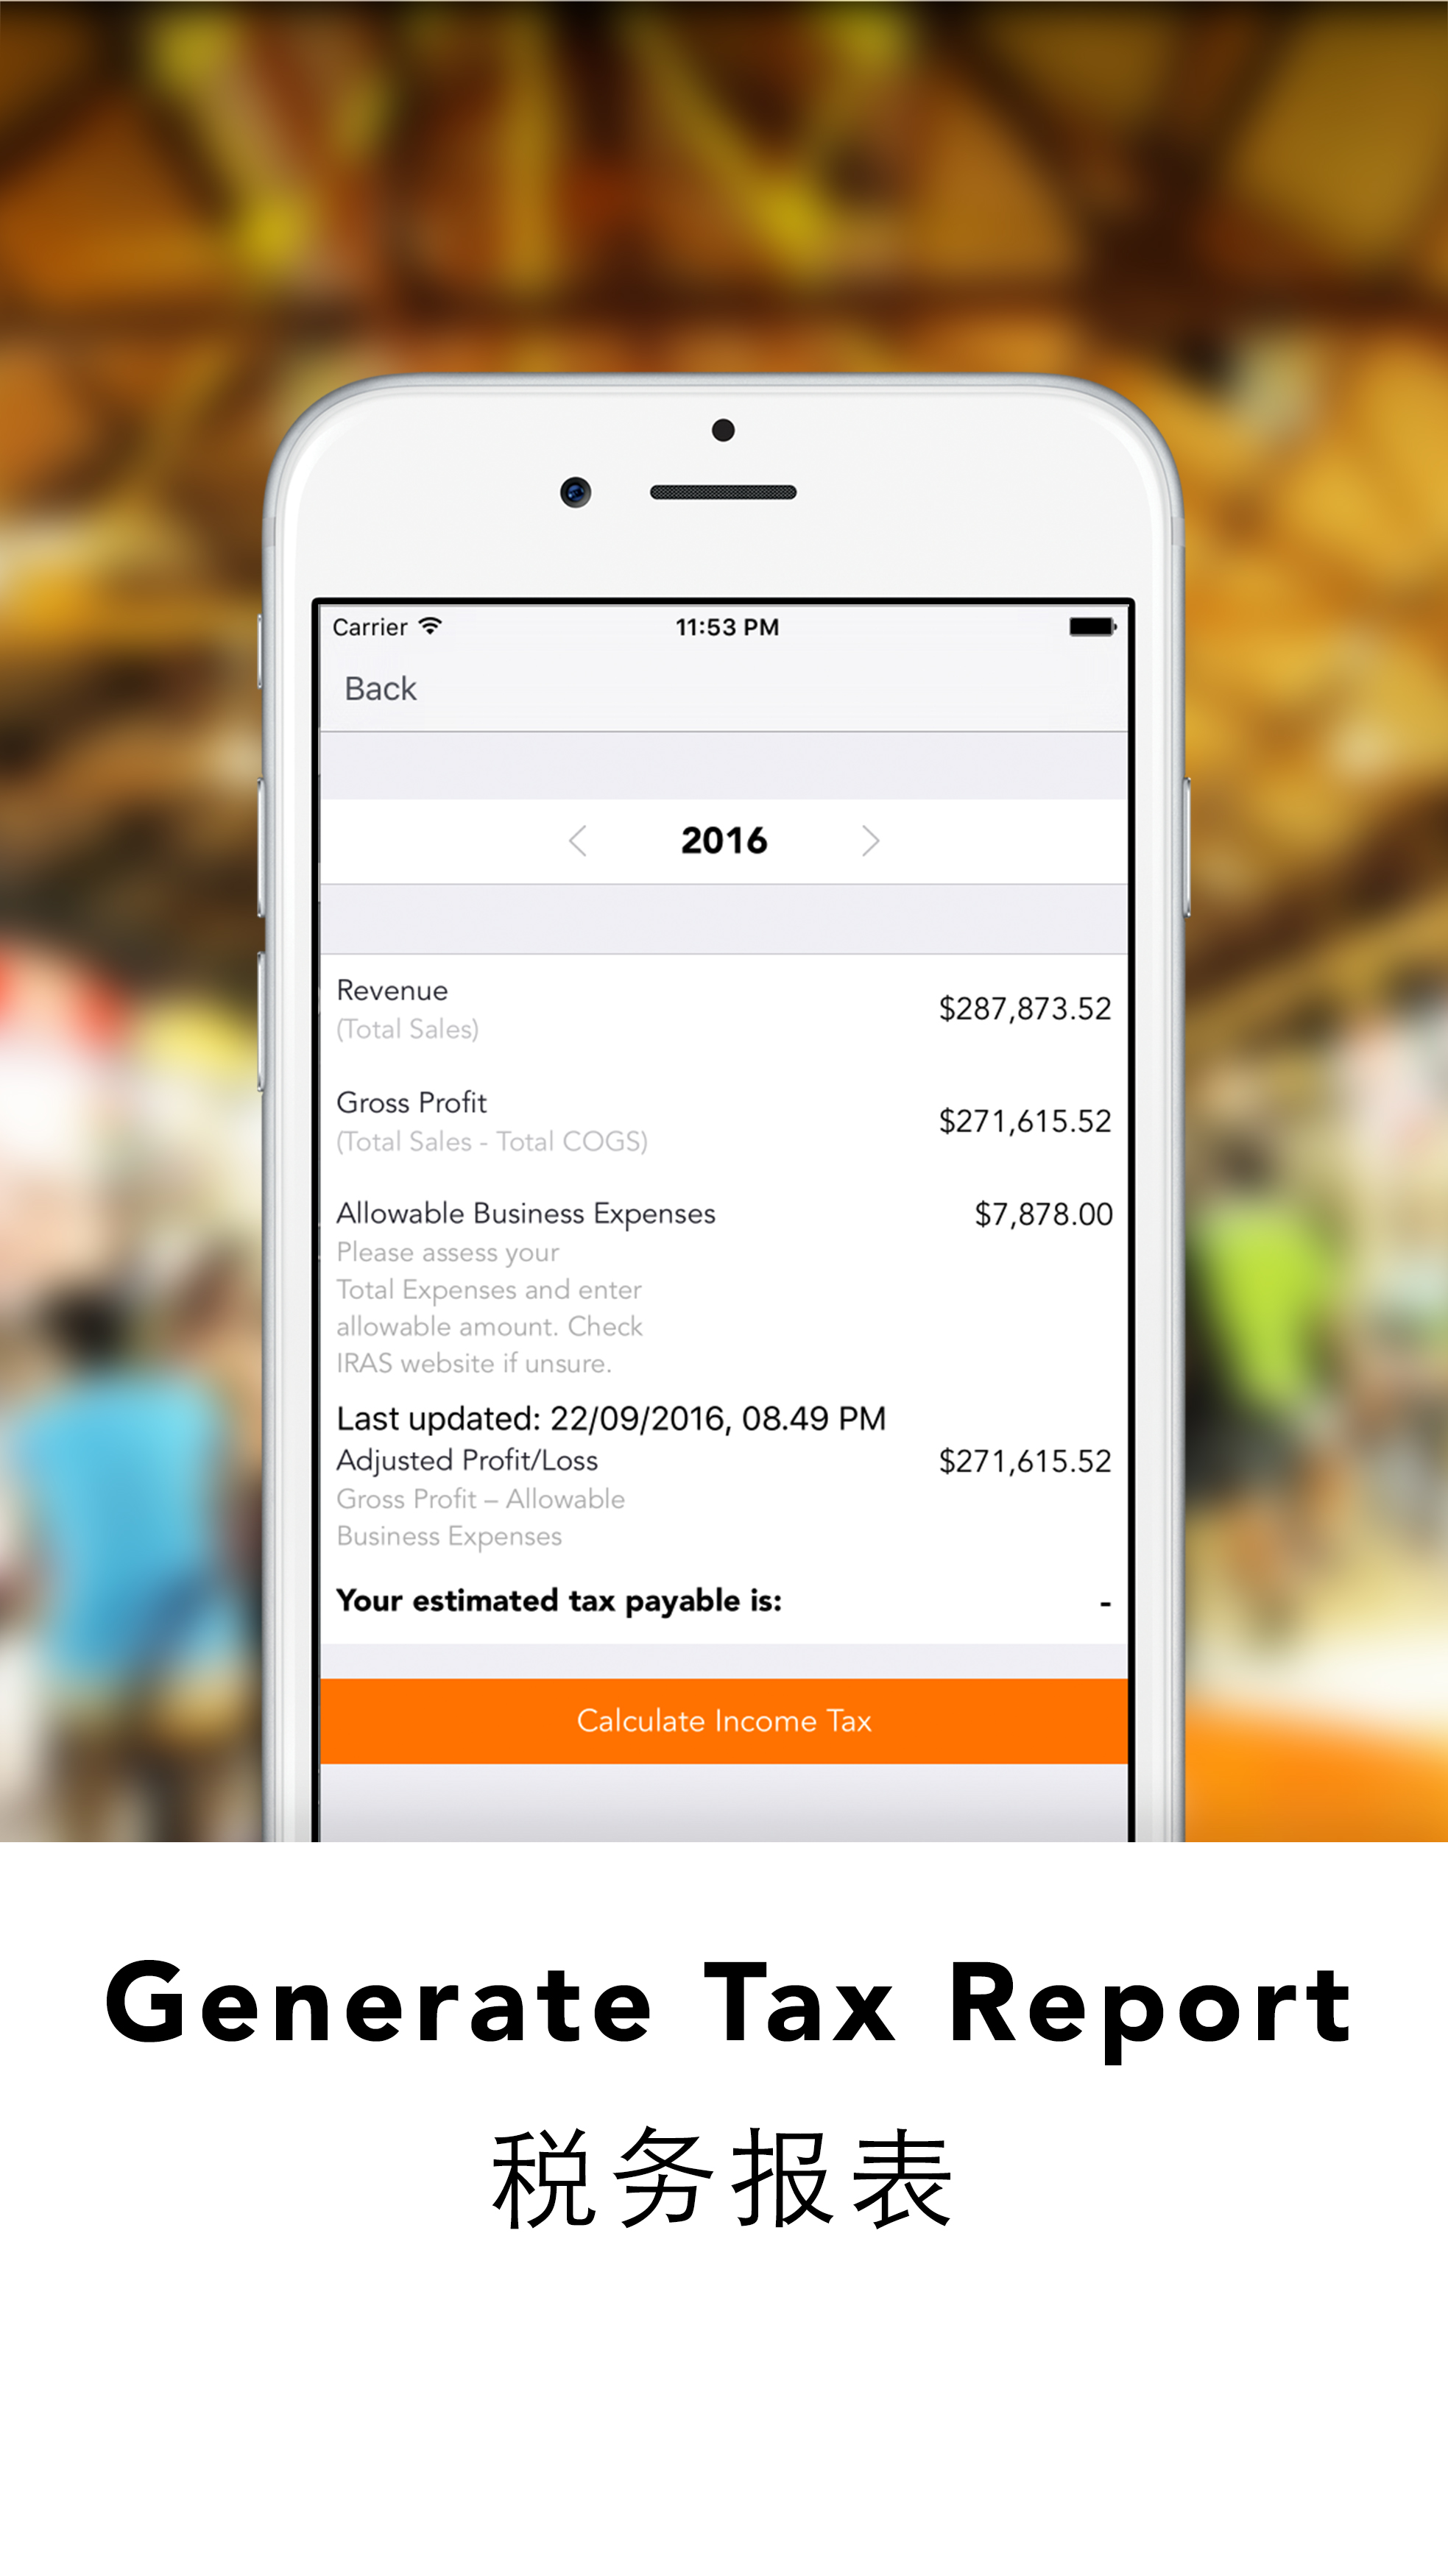 Carrier 11:53 PM
Back
2016
Revenue
(Total Sales)
$287,873.52
Gross Profit
(Total Sales - Total COGS)
$271,615.52
Allowable Business Expenses
$7,878.00
Please assess your
Total Expenses and enter
allowable amount. Check
IRAS website if unsure.
Last updated: 22/09/2016, 08.49 PM
Adjusted Profit/Loss
$271,615.52
Gross Profit – Allowable
Business Expenses
Your estimated tax payable is: -
Calculate Income Tax
Generate Tax Report
税务报表